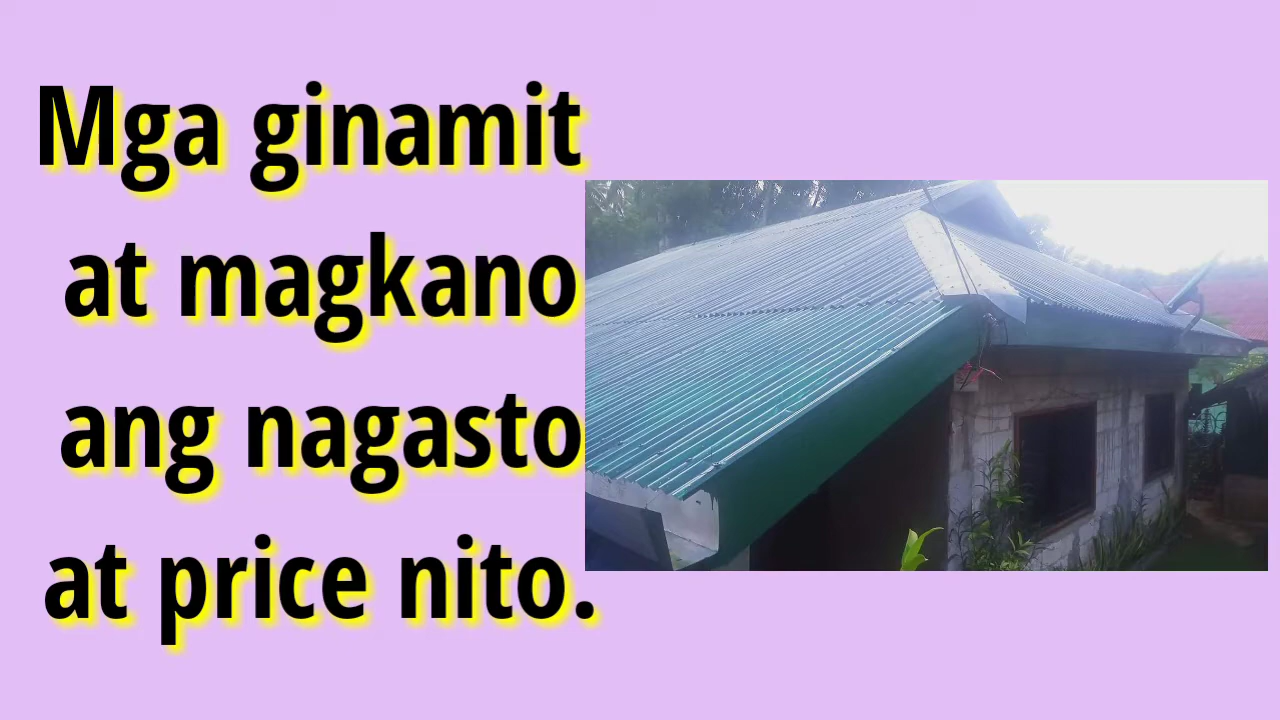 Mga ginamit
at magkano
ang nagasto
at price nito.